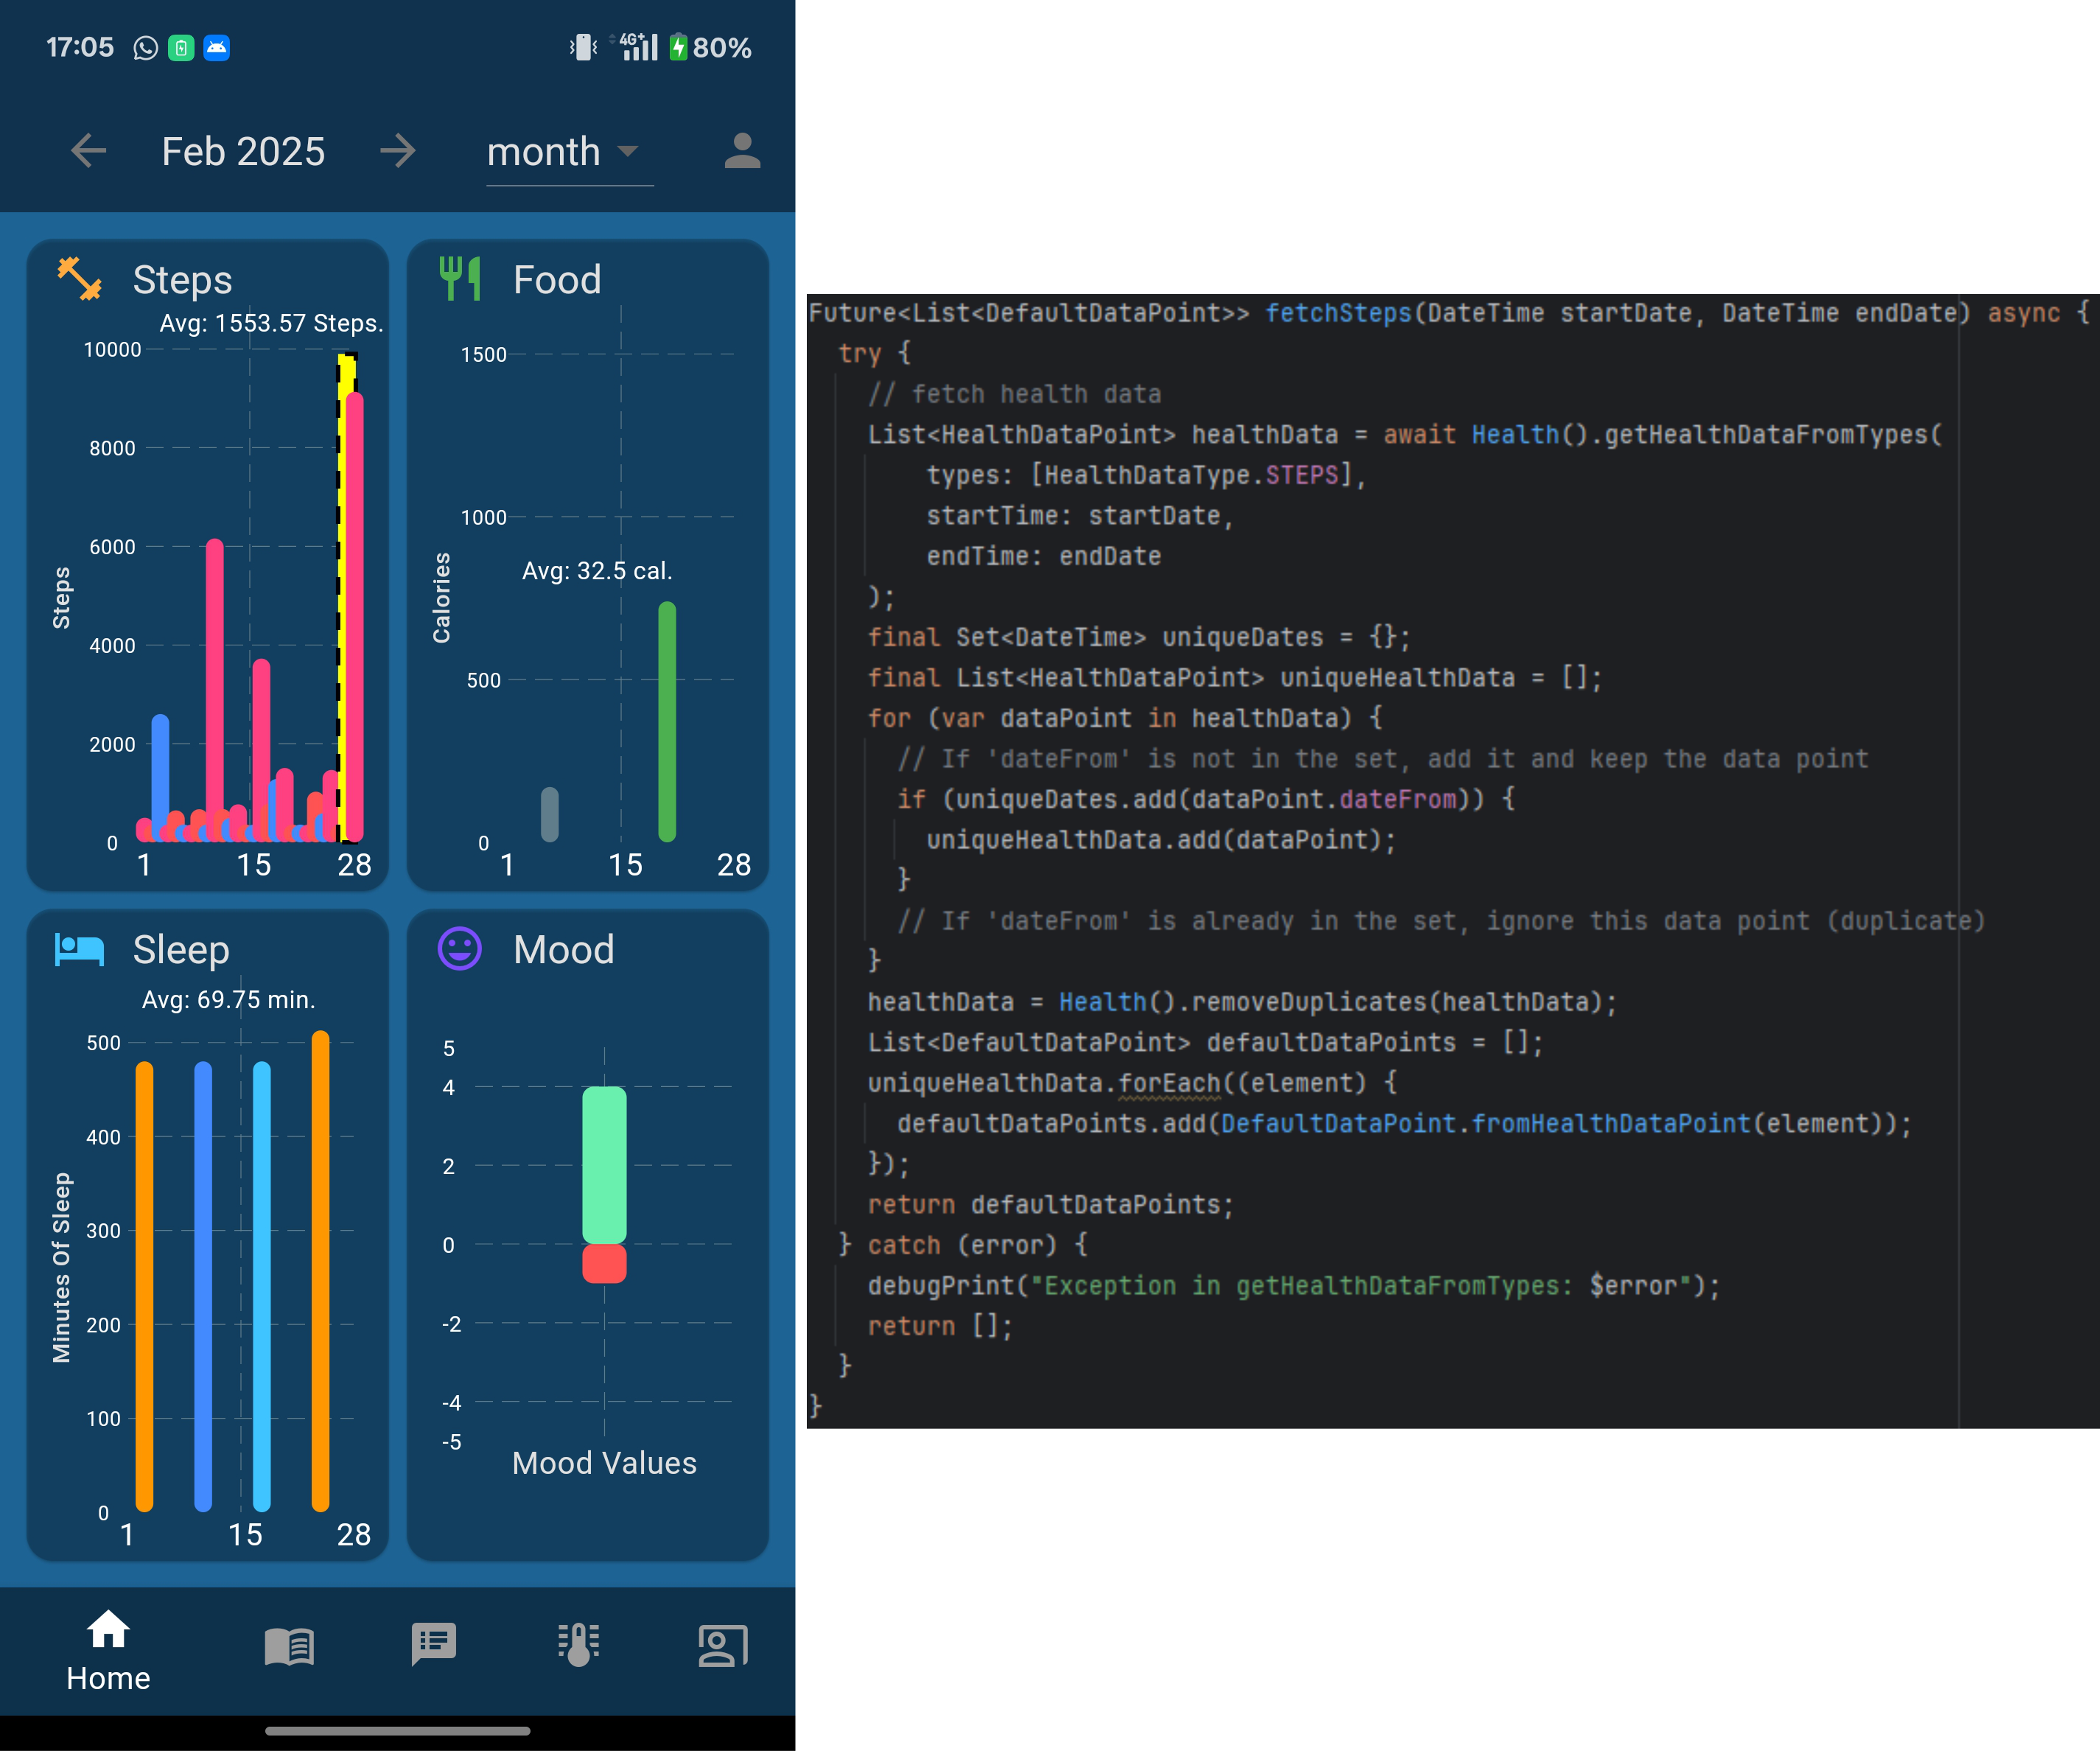 17:05
4G+
80%
Feb 2025
month
Steps
Avg: 1553.57 Steps.
10000
8000
6000
4000
2000
0
Steps
1 15 28
Food
1500
1000
Avg: 32.5 cal.
500
0
Calories
1 15 28
Sleep
Avg: 69.75 min.
500
400
300
200
100
0
Minutes Of Sleep
1 15 28
Mood
5
4
2
0
-2
-4
-5
Mood Values
Home
Future<List<DefaultDataPoint>> fetchSteps(DateTime startDate, DateTime endDate) async {
try {
// fetch health data
List<HealthDataPoint> healthData = await Health().getHealthDataFromTypes(
types: [HealthDataType.STEPS],
startTime: startDate,
endTime: endDate
);
final Set<DateTime> uniqueDates = {};
final List<HealthDataPoint> uniqueHealthData = [];
for (var dataPoint in healthData) {
// If 'dateFrom' is not in the set, add it and keep the data point
if (uniqueDates.add(dataPoint.dateFrom)) {
uniqueHealthData.add(dataPoint);
}
// If 'dateFrom' is already in the set, ignore this data point (duplicate)
}
healthData = Health().removeDuplicates(healthData);
List<DefaultDataPoint> defaultDataPoints = [];
uniqueHealthData.forEach((element) {
defaultDataPoints.add(DefaultDataPoint.fromHealthDataPoint(element));
});
return defaultDataPoints;
} catch (error) {
debugPrint("Exception in getHealthDataFromTypes: $error");
return [];
}
}